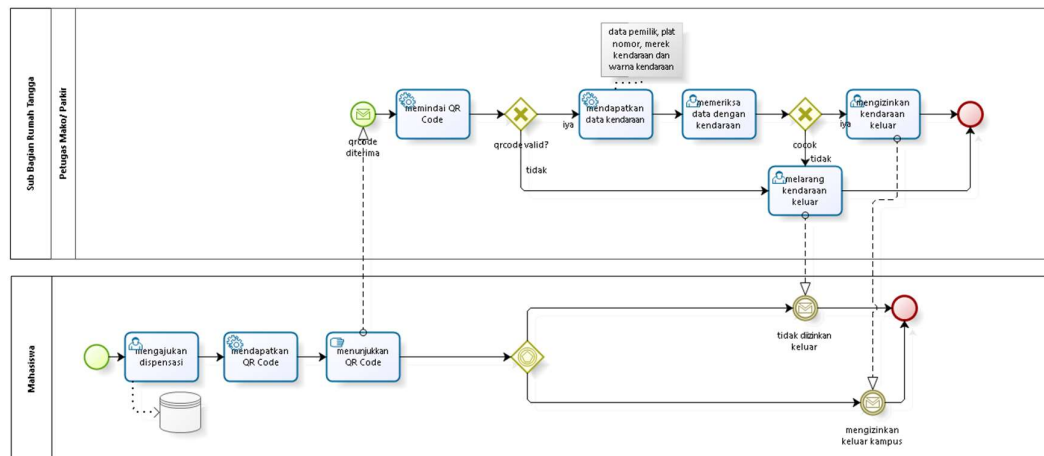 Sub Bagian Rumah Tangga
Petugas Mako/ Parkir
data pemilik, plat
nomor, merek
kendaraan dan
warna kendaraan
qrcode
diterima
memindai QR
Code
qrcode valid?
iya
tidak
mendapatkan
data kendaraan
memeriksa
data dengan
kendaraan
cocok
iya
tidak
mengizinkan
kendaraan
keluar
melarang
kendaraan
keluar
Mahasiswa
mengajukan
dispensasi
mendapatkan
QR Code
menunjukkan
QR Code
tidak dizinkan
keluar
mengizinkan
keluar kampus